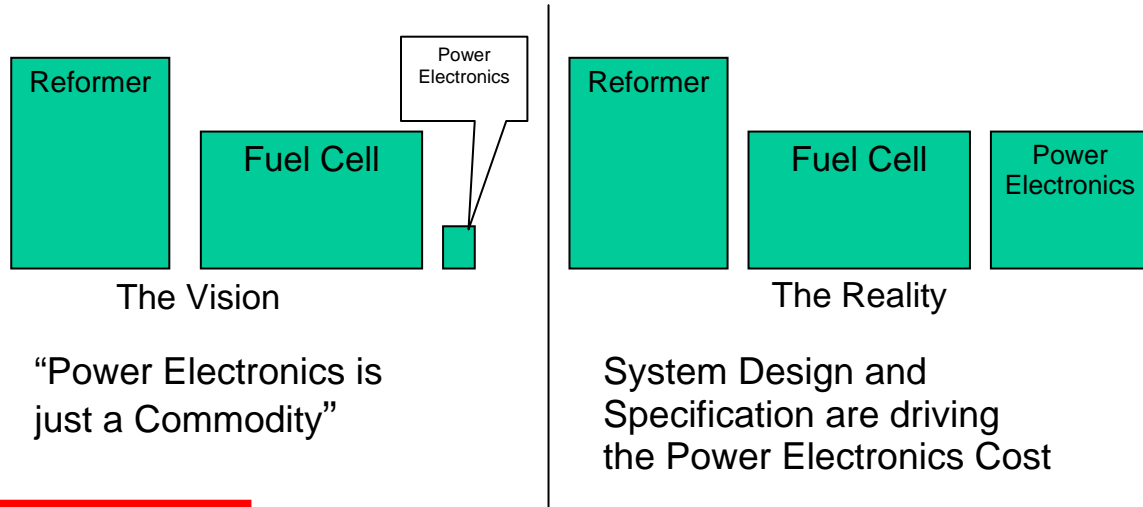 Reformer
Fuel Cell
Power
Electronics
The Vision
“Power Electronics is
just a Commodity”
Reformer
Fuel Cell
Power
Electronics
The Reality
System Design and
Specification are driving
the Power Electronics Cost